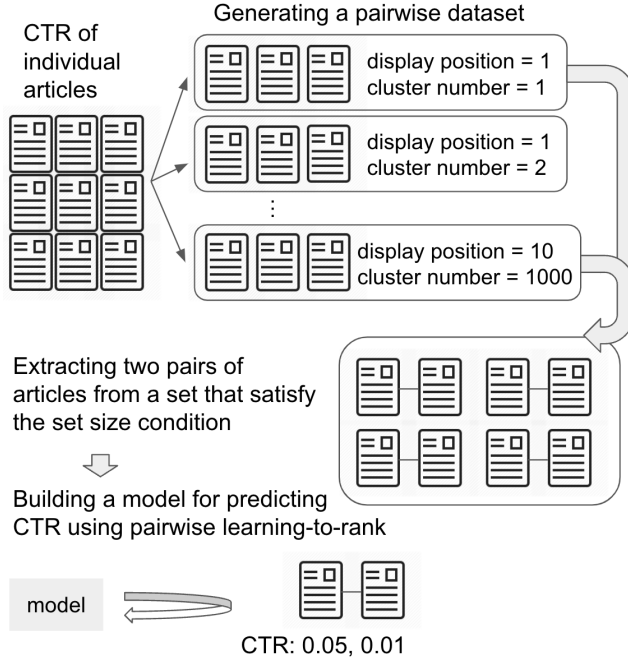 Generating a pairwise dataset
CTR of
individual
articles
display position = 1
cluster number = 1
display position = 1
cluster number = 2
⋮
display position = 10
cluster number = 1000
Extracting two pairs of
articles from a set that satisfy
the set size condition
Building a model for predicting
CTR using pairwise learning-to-rank
model
CTR: 0.05, 0.01